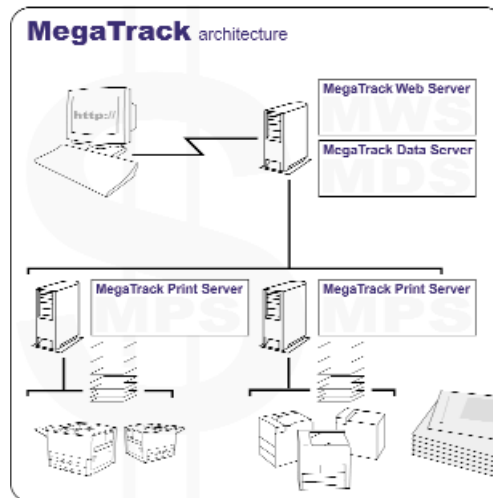 MegaTrack architecture
http://
MegaTrack Web Server
MWS
MegaTrack Data Server
MDS
MegaTrack Print Server
MPS
MegaTrack Print Server
MPS